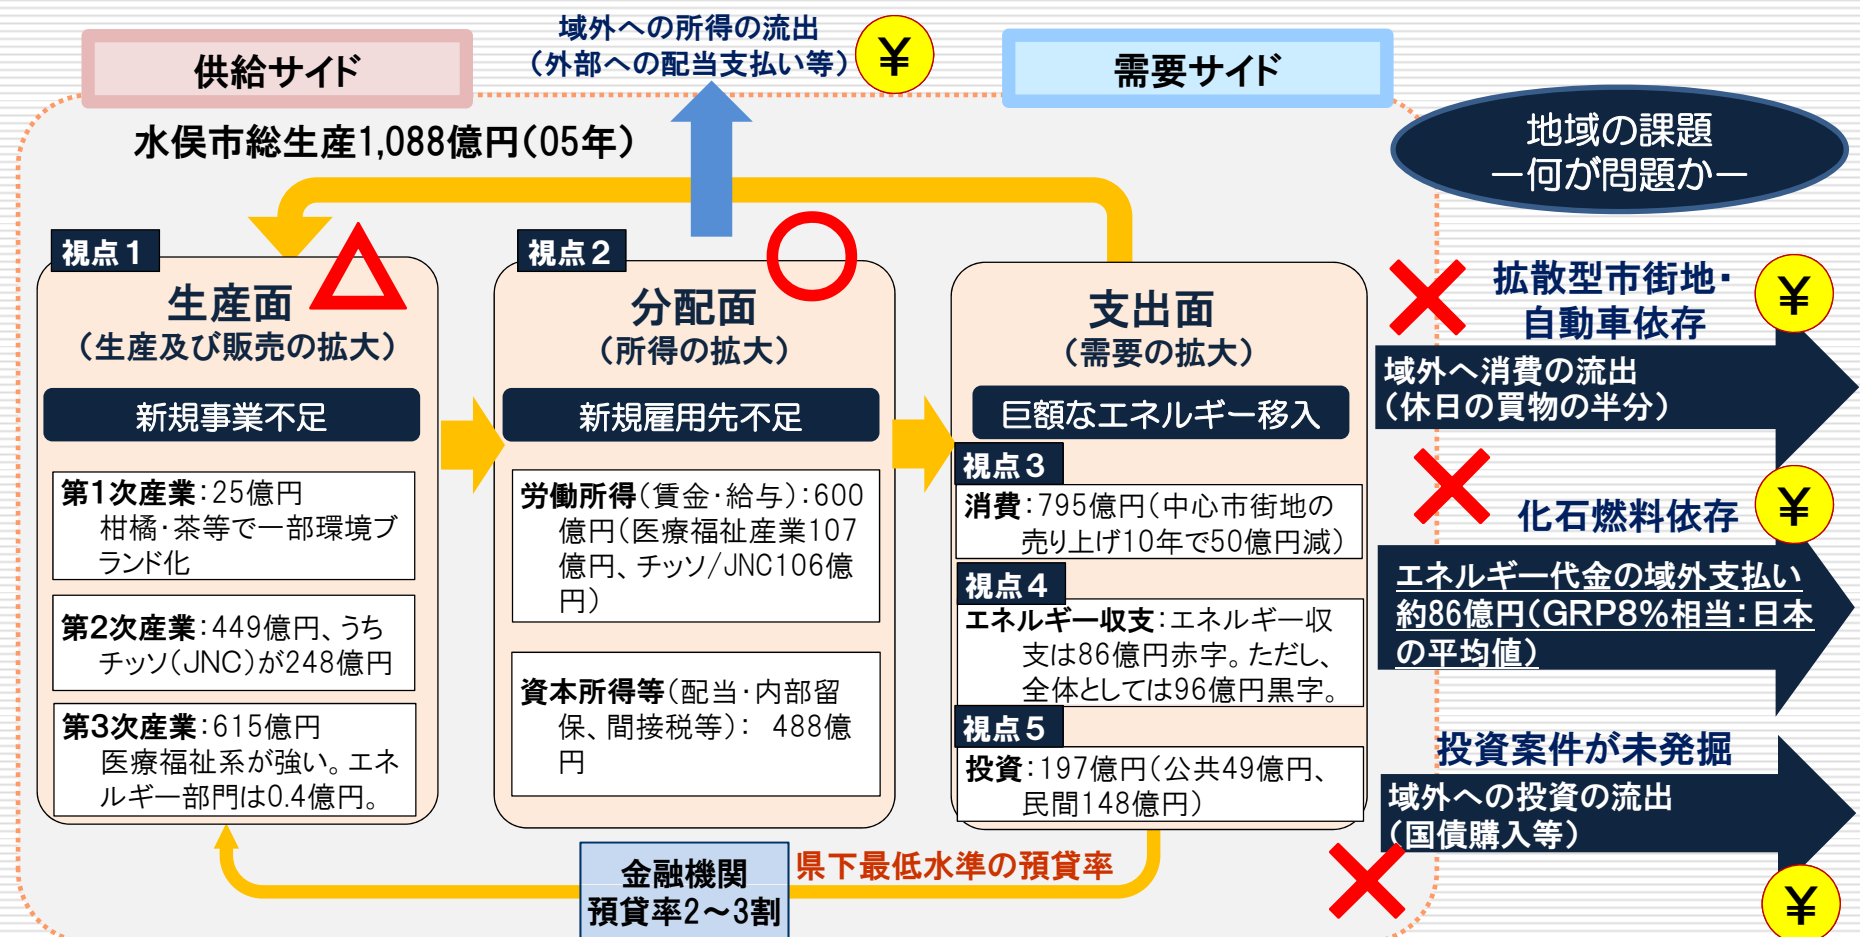 域外への所得の流出
（外部への配当支払い等）
¥
供給サイド
需要サイド
水俣市総生産1,088億円（05年）
地域の課題
－何が問題か－
視点１
生産面
（生産及び販売の拡大）
新規事業不足
第1次産業：25億円
柑橘・茶等で一部環境ブ
ランド化
第2次産業：449億円、うち
チッソ（JNC）が248億円
第3次産業：615億円
医療福祉系が強い。エネ
ルギー部門は0.4億円。
視点２
分配面
（所得の拡大）
新規雇用先不足
労働所得（賃金・給与）：600
億円（医療福祉産業107
億円、チッソ/JNC106億
円）
資本所得等（配当・内部留
保、間接税等）： 488億
円
支出面
（需要の拡大）
巨額なエネルギー移入
視点３
消費：795億円（中心市街地の
売り上げ10年で50億円減）
視点４
エネルギー収支：エネルギー収
支は86億円赤字。ただし、
全体としては96億円黒字。
視点５
投資：197億円（公共49億円、
民間148億円）
拡散型市街地・
自動車依存
¥
域外へ消費の流出
（休日の買物の半分）
化石燃料依存
¥
エネルギー代金の域外支払い
約86億円（GRP8％相当：日本
の平均値）
投資案件が未発掘
域外への投資の流出
（国債購入等）
¥
金融機関
預貸率2～3割
県下最低水準の預貸率